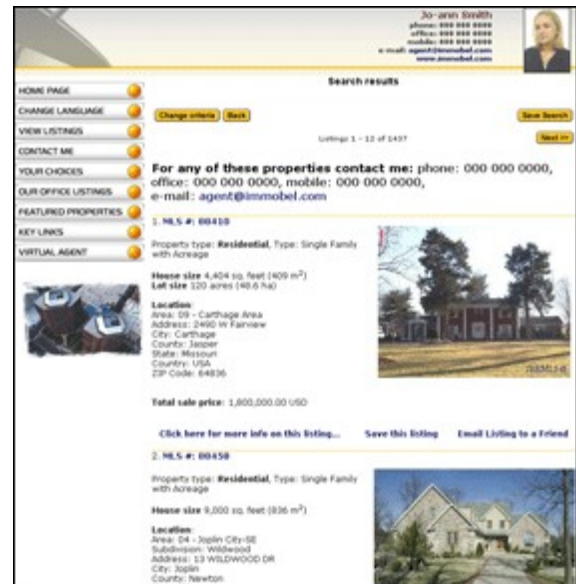 Jo-ann Smith
phone: 000 000 0000
office: 000 000 0000
mobile: 000 000 0000
e-mail: agent@immobel.com
www.immobel.com
Search results
HOME PAGE
CHANGE LANGUAGE
VIEW LISTINGS
CONTACT ME
YOUR CHOICES
OUR OFFICE LISTINGS
FEATURED PROPERTIES
KEY LINKS
VIRTUAL AGENT
Change criteria Back Save Search
Listings 1 - 12 of 1437
Next >>
For any of these properties contact me: phone: 000 000 0000,
office: 000 000 0000, mobile: 000 000 0000,
e-mail: agent@immobel.com
1. MLS #: 00410
Property type: Residential, Type: Single Family
with Acreage
House size 4,404 sq. feet (409 m²)
Lot size 120 acres (48.6 ha)
Location:
Area: 09 - Carthage Area
Address: 2490 W Fairview
City: Carthage
County: Jasper
State: Missouri
Country: USA
ZIP Code: 64836
Total sale price: 1,800,000.00 USD
Click here for more info on this listing... Save this listing Email Listing to a Friend
2. MLS #: 00450
Property type: Residential, Type: Single Family
with Acreage
House size 9,000 sq. feet (836 m²)
Location:
Area: 04 - Joplin City-SE
Subdivision: Wildwood
Address: 13 WILDWOOD DR
City: Joplin
County: Newton